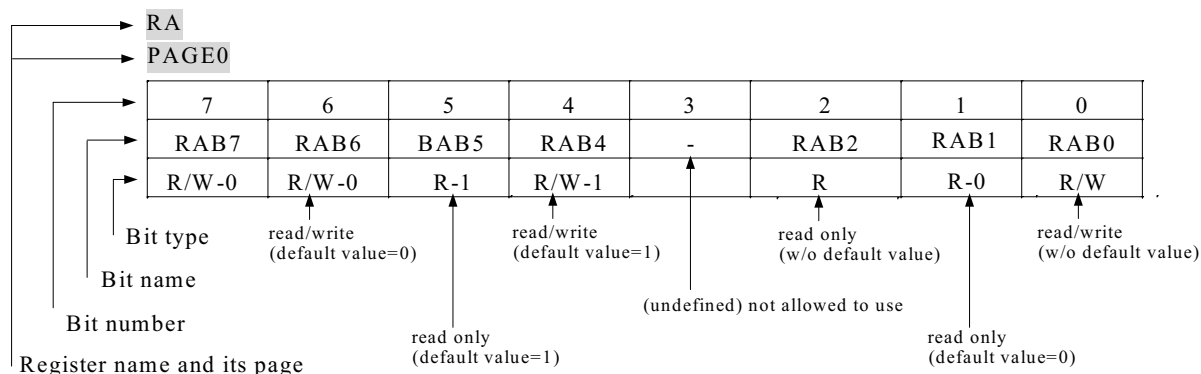 RA
PAGE0
7 6 5 4 3 2 1 0
RAB7 RAB6 BAB5 RAB4 - RAB2 RAB1 RAB0
R/W-0 R/W-0 R-1 R/W-1 R R-0 R/W
Bit type
read/write
(default value=0)
read/write
(default value=1)
read only
(w/o default value)
read/write
(w/o default value)
Bit name
(undefined) not allowed to use
Bit number
read only
(default value=1)
read only
(default value=0)
Register name and its page